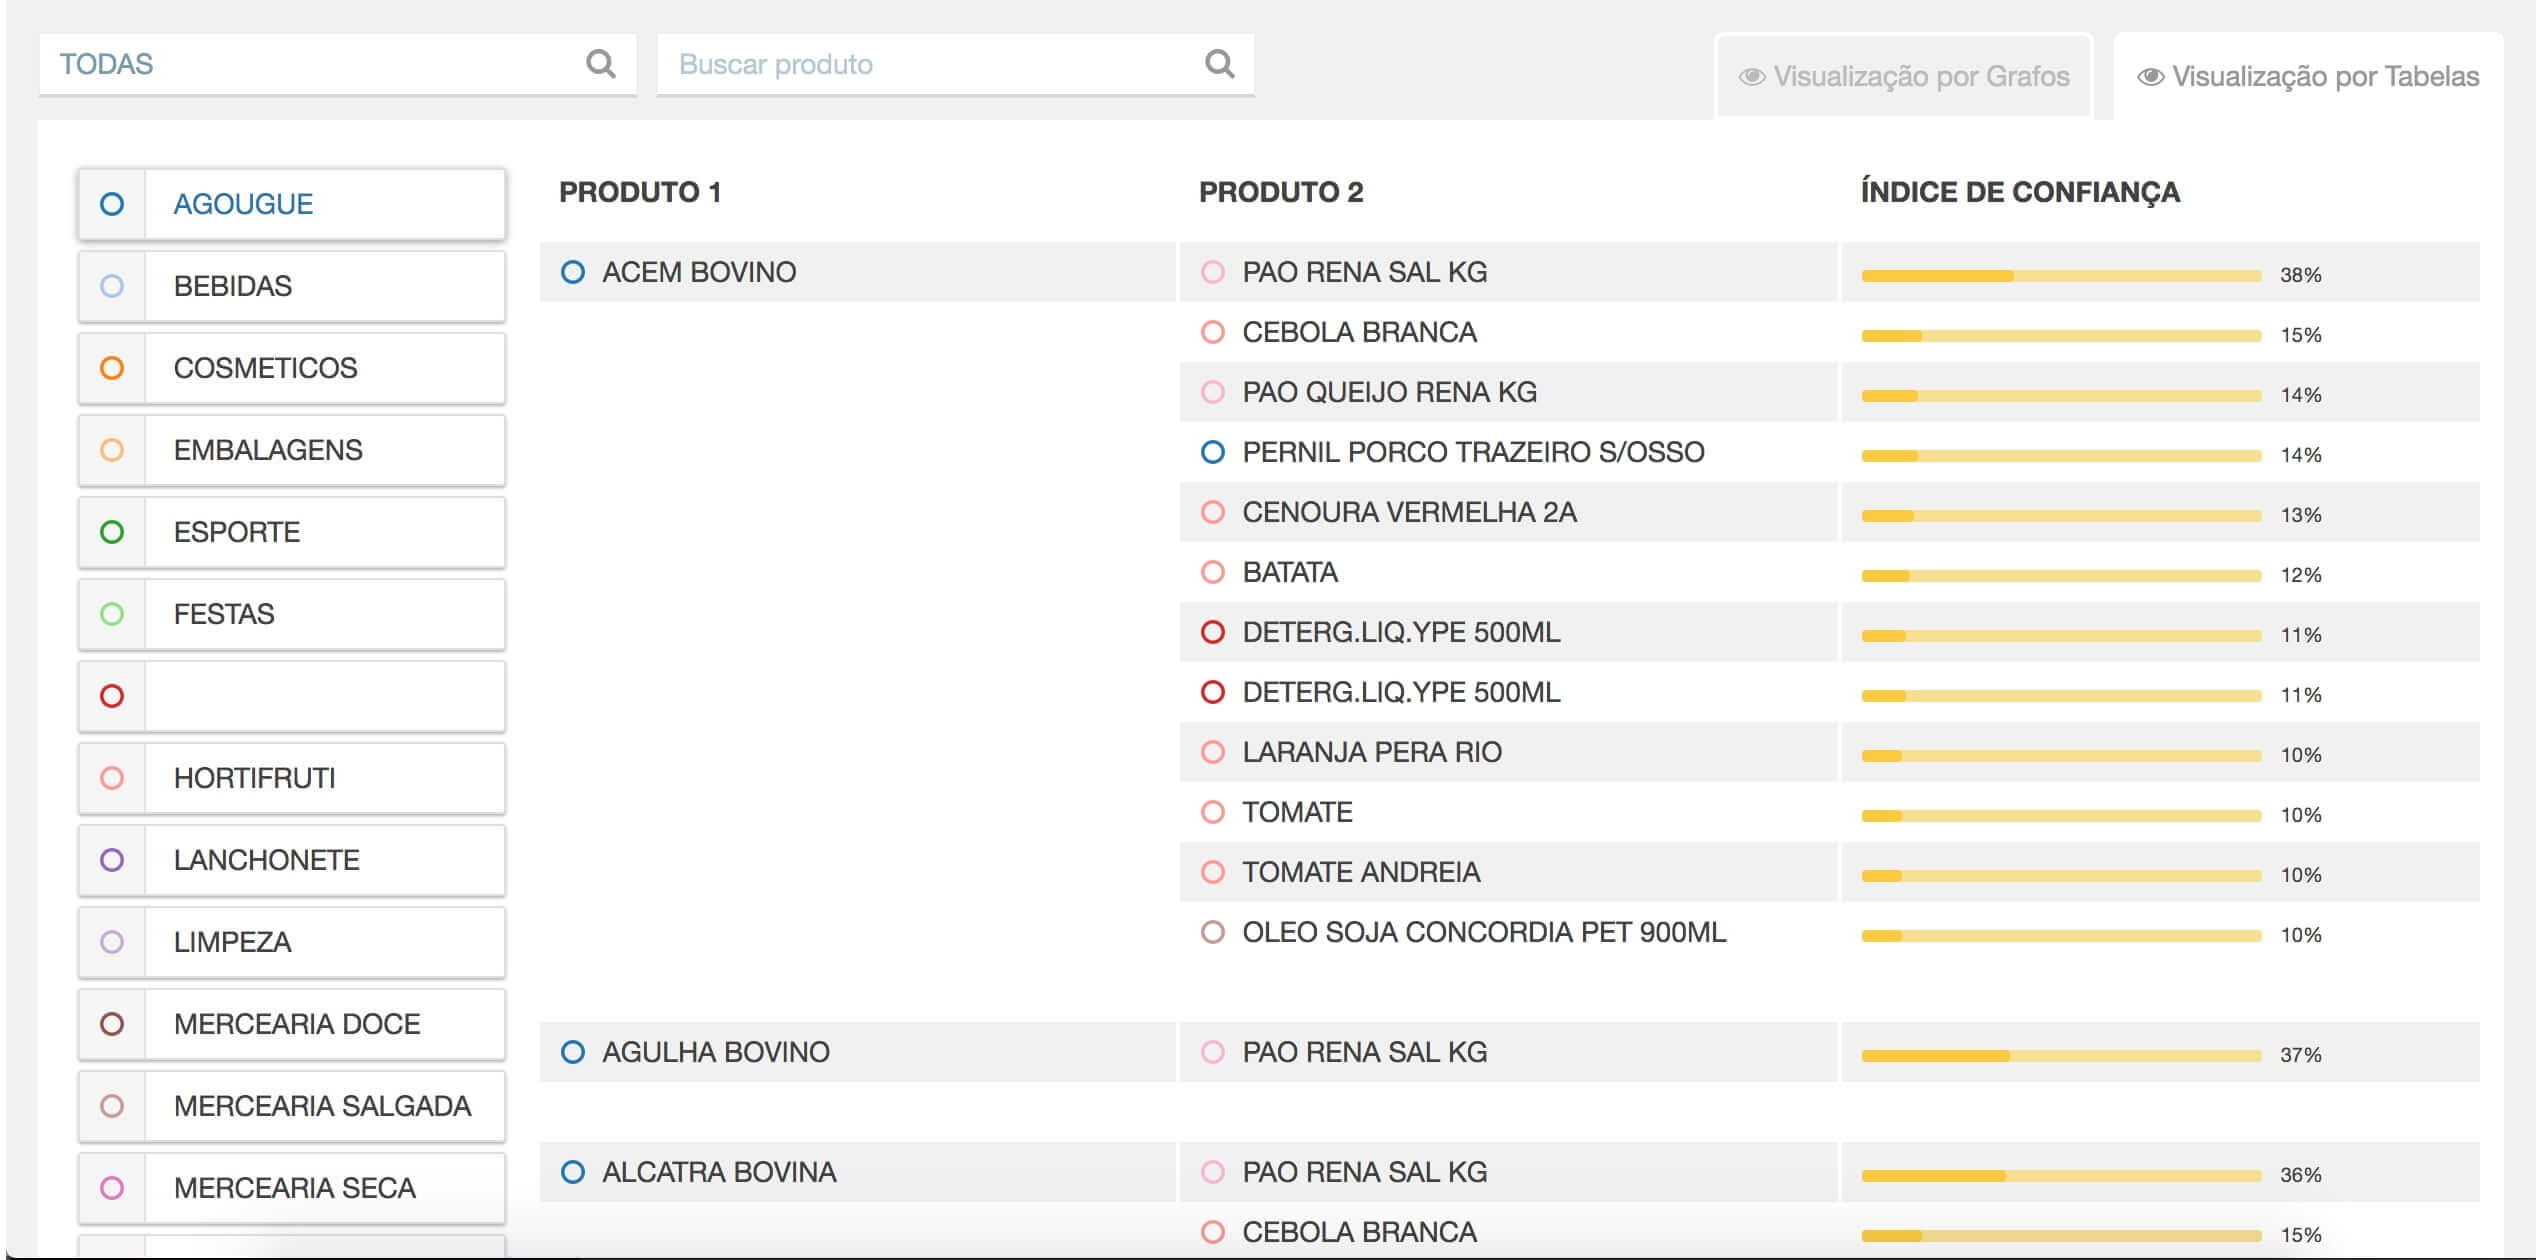 TODAS
Buscar produto
Visualização por Grafos
Visualização por Tabelas
AGOUGUE
BEBIDAS
COSMETICOS
EMBALAGENS
ESPORTE
FESTAS
HORTIFRUTI
LANCHONETE
LIMPEZA
MERCEARIA DOCE
MERCEARIA SALGADA
MERCEARIA SECA
PRODUTO 1 PRODUTO 2 ÍNDICE DE CONFIANÇA
ACEM BOVINO PAO RENA SAL KG 38%
CEBOLA BRANCA 15%
PAO QUEIJO RENA KG 14%
PERNIL PORCO TRAZEIRO S/OSSO 14%
CENOURA VERMELHA 2A 13%
BATATA 12%
DETERG.LIQ.YPE 500ML 11%
DETERG.LIQ.YPE 500ML 11%
LARANJA PERA RIO 10%
TOMATE 10%
TOMATE ANDREIA 10%
OLEO SOJA CONCORDIA PET 900ML 10%
AGULHA BOVINO PAO RENA SAL KG 37%
ALCATRA BOVINA PAO RENA SAL KG 36%
CEBOLA BRANCA 15%